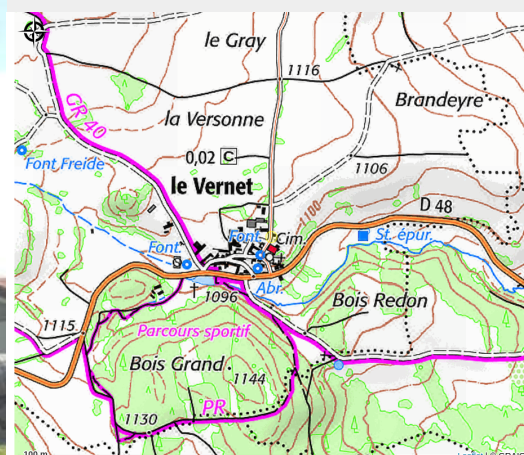 le Gray
1116
Brandeyre
GR 40
la Versonne
Font Freide
0,02 C
1106
le Vernet
1100
D 48
Font.
Font.
Cim.
St. épur.
Abr.
1096
Bois Redon
1115
Parcours sportif
Bois Grand
1144
PR
1130
100 m